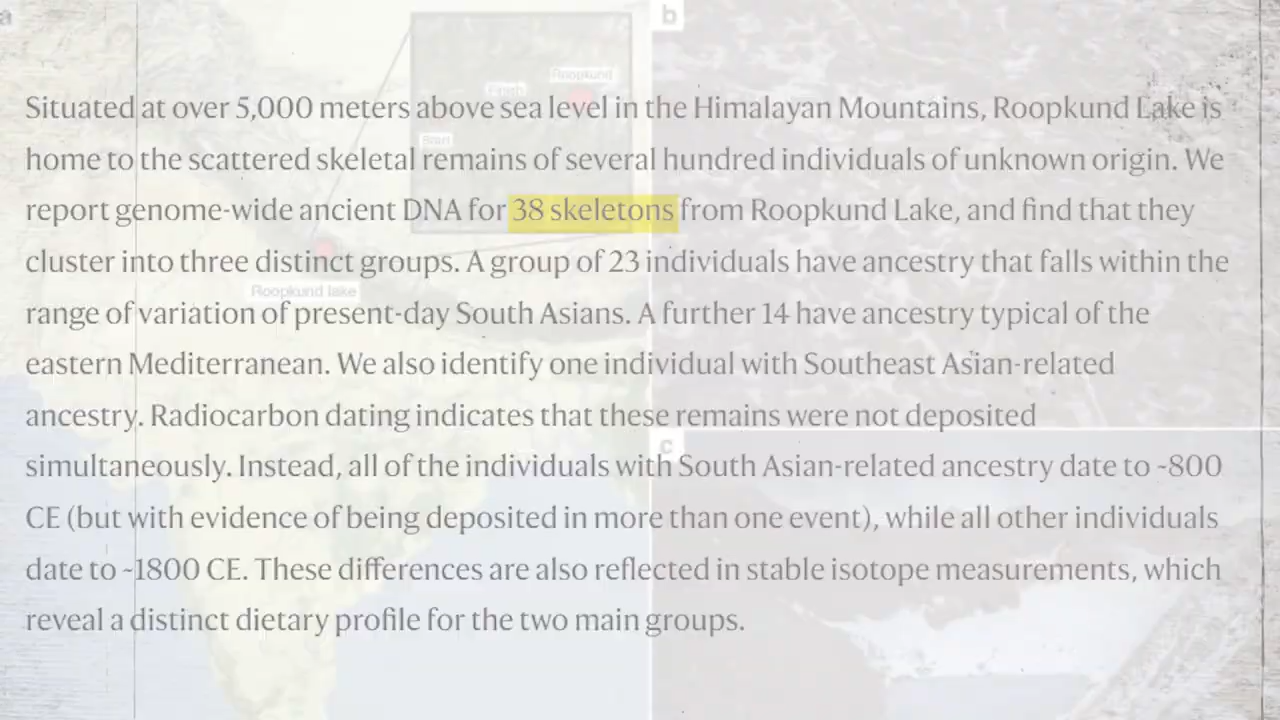 a
b
Roopkund
Finish
Situated at over 5,000 meters above sea level in the Himalayan Mountains, Roopkund Lake is
Start
home to the scattered skeletal remains of several hundred individuals of unknown origin. We
report genome-wide ancient DNA for 38 skeletons from Roopkund Lake, and find that they
cluster into three distinct groups. A group of 23 individuals have ancestry that falls within the
Roopkund lake
range of variation of present-day South Asians. A further 14 have ancestry typical of the
eastern Mediterranean. We also identify one individual with Southeast Asian-related
ancestry. Radiocarbon dating indicates that these remains were not deposited
c
simultaneously. Instead, all of the individuals with South Asian-related ancestry date to ~800
CE (but with evidence of being deposited in more than one event), while all other individuals
date to ~1800 CE. These differences are also reflected in stable isotope measurements, which
reveal a distinct dietary profile for the two main groups.